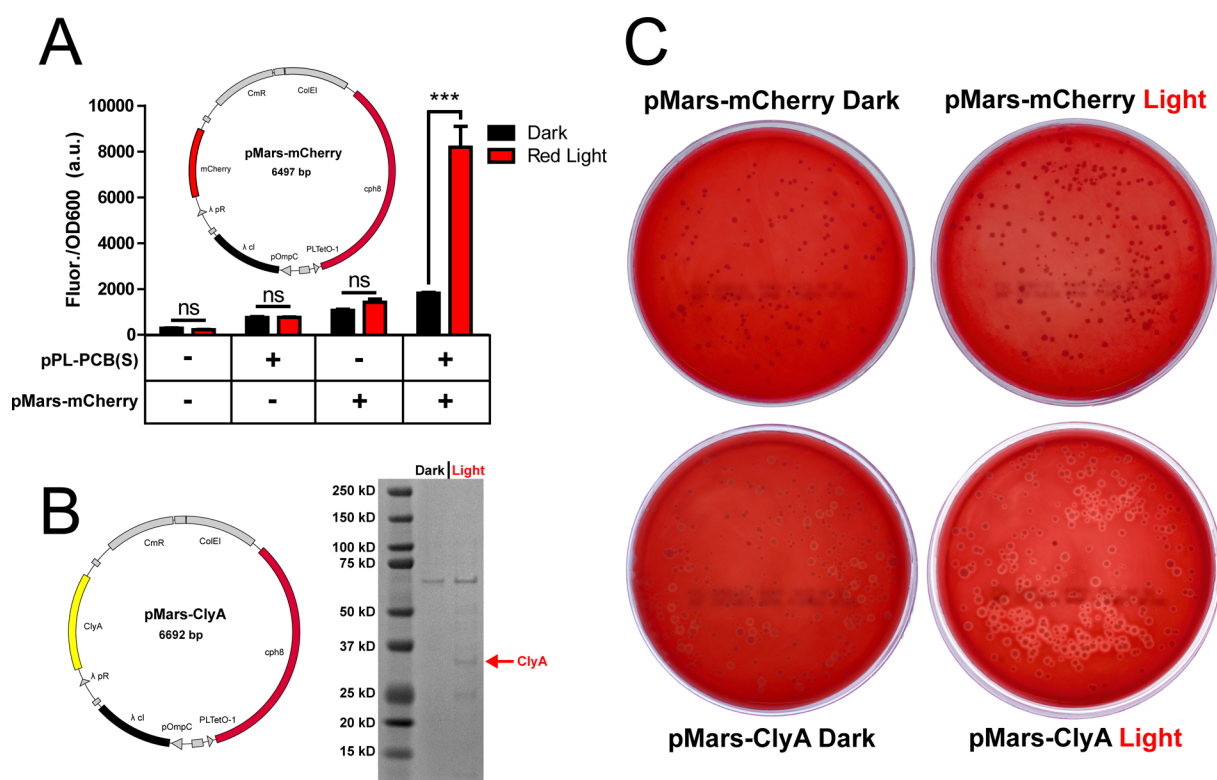 A
CmR
ColEI
pMars-mCherry
6497 bp
mCherry
cph8
λ pR
λ cI
pOmpC
PLTetO-1
Fluor./OD600 (a.u.)
10000
8000
6000
4000
2000
0
ns
ns
ns
***
Dark
Red Light
pPL-PCB(S)
- + - +
pMars-mCherry
- - + +
B
CmR
ColEI
pMars-ClyA
6692 bp
ClyA
cph8
λ pR
λ cI
pOmpC
PLTetO-1
Dark Light
250 kD
150 kD
100 kD
75 kD
50 kD
37 kD
25 kD
20 kD
15 kD
ClyA
C
pMars-mCherry Dark
pMars-mCherry Light
pMars-ClyA Dark
pMars-ClyA Light